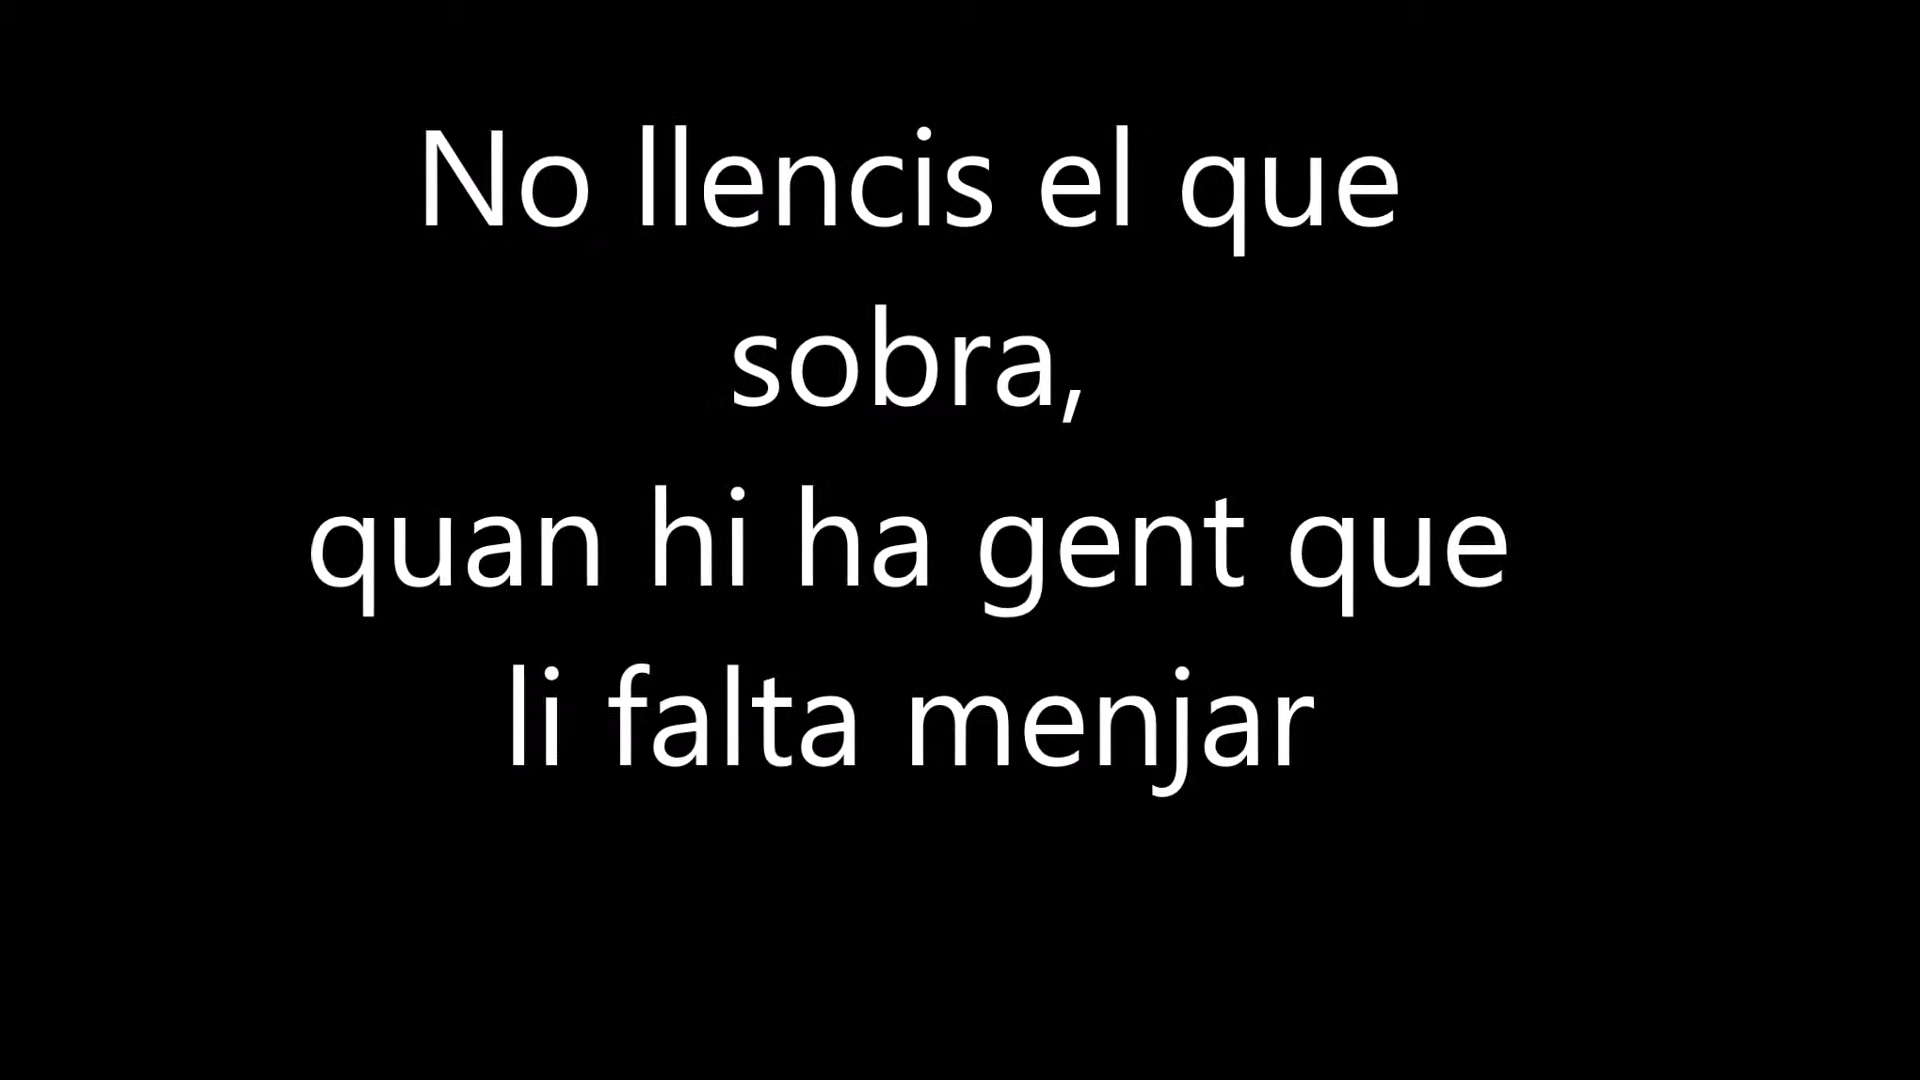 No llencis el que
sobra,
quan hi ha gent que
li falta menjar